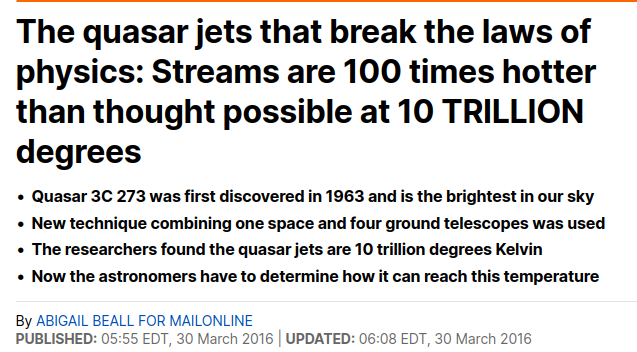 The quasar jets that break the laws of
physics: Streams are 100 times hotter
than thought possible at 10 TRILLION
degrees
• Quasar 3C 273 was first discovered in 1963 and is the brightest in our sky
• New technique combining one space and four ground telescopes was used
• The researchers found the quasar jets are 10 trillion degrees Kelvin
• Now the astronomers have to determine how it can reach this temperature
By ABIGAIL BEALL FOR MAILONLINE
PUBLISHED: 05:55 EDT, 30 March 2016 | UPDATED: 06:08 EDT, 30 March 2016